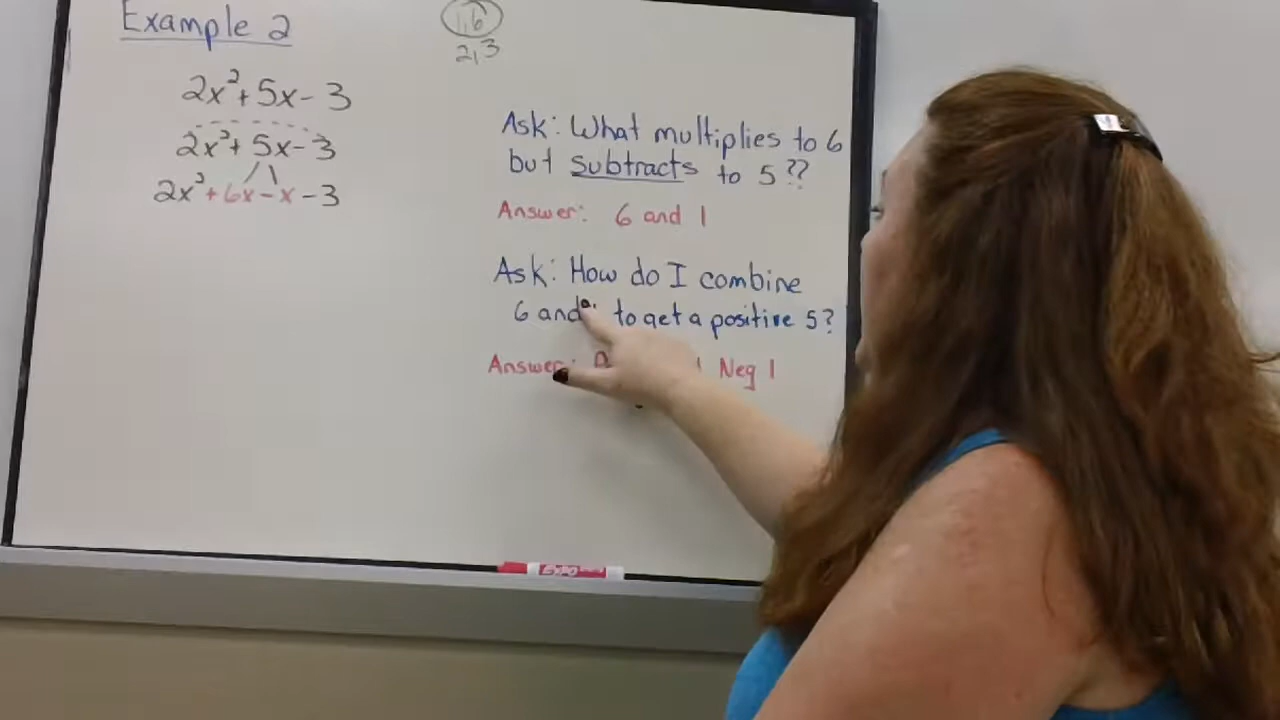 Example 2
1,6
2,3
2x²+5x-3
2x²+5x-3
2x²+6x-x-3
Ask: What multiplies to 6
but subtracts to 5??
Answer: 6 and 1
Ask: How do I combine
6 and to get a positive 5?
Answer: Neg 1
EXPO